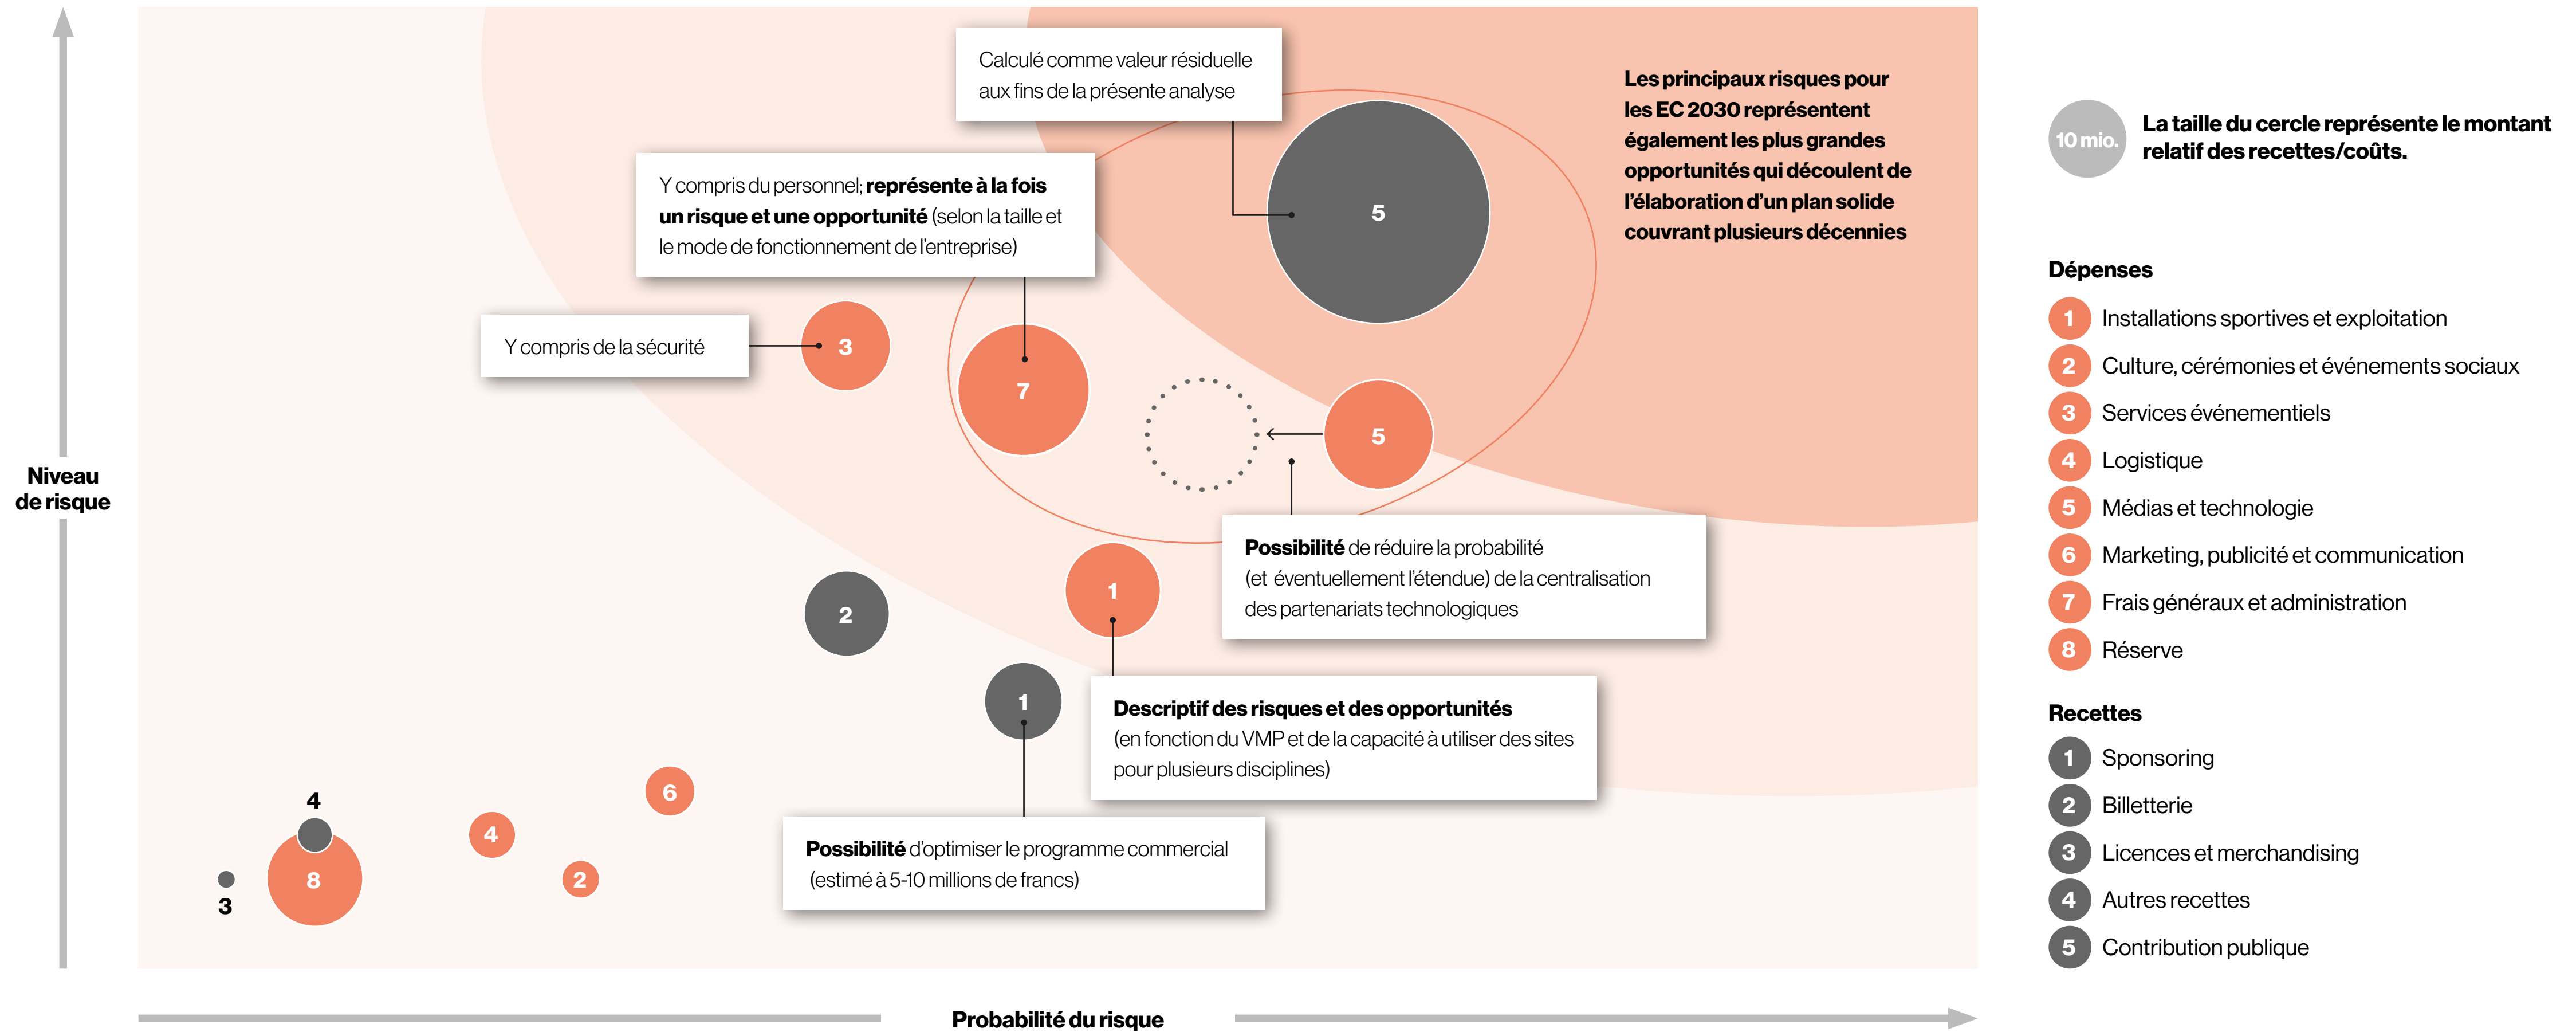 Calculé comme valeur résiduelle
aux fins de la présente analyse
Les principaux risques pour
les EC 2030 représentent
également les plus grandes
opportunités qui découlent de
l'élaboration d'un plan solide
couvrant plusieurs décennies
Y compris du personnel; représente à la fois
un risque et une opportunité (selon la taille et
le mode de fonctionnement de l'entreprise)
5
Y compris de la sécurité
3
7
5
Niveau
de risque
Possibilité de réduire la probabilité
(et éventuellement l'étendue) de la centralisation
des partenariats technologiques
1
2
1
Descriptif des risques et des opportunités
(en fonction du VMP et de la capacité à utiliser des sites
pour plusieurs disciplines)
6
4
4
Possibilité d'optimiser le programme commercial
(estimé à 5-10 millions de francs)
8
2
3
Probabilité du risque
10 mio.
La taille du cercle représente le montant
relatif des recettes/coûts.
Dépenses
1 Installations sportives et exploitation
2 Culture, cérémonies et événements sociaux
3 Services événementiels
4 Logistique
5 Médias et technologie
6 Marketing, publicité et communication
7 Frais généraux et administration
8 Réserve
Recettes
1 Sponsoring
2 Billetterie
3 Licences et merchandising
4 Autres recettes
5 Contribution publique